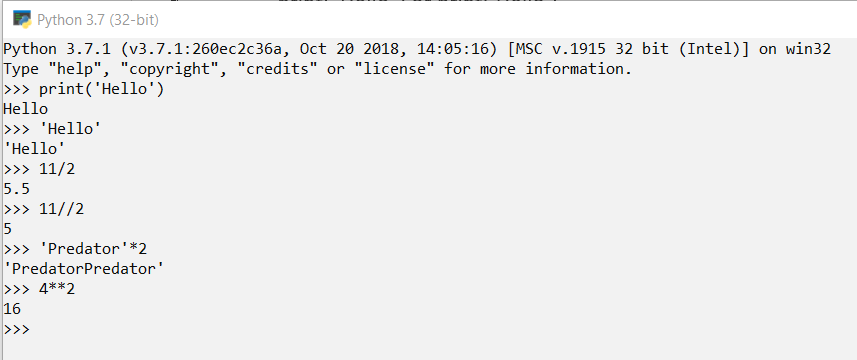 Python 3.7 (32-bit)
Python 3.7.1 (v3.7.1:260ec2c36a, Oct 20 2018, 14:05:16) [MSC v.1915 32 bit (Intel)] on win32
Type "help", "copyright", "credits" or "license" for more information.
>>> print('Hello')
Hello
>>> 'Hello'
'Hello'
>>> 11/2
5.5
>>> 11//2
5
>>> 'Predator'*2
'PredatorPredator'
>>> 4**2
16
>>>